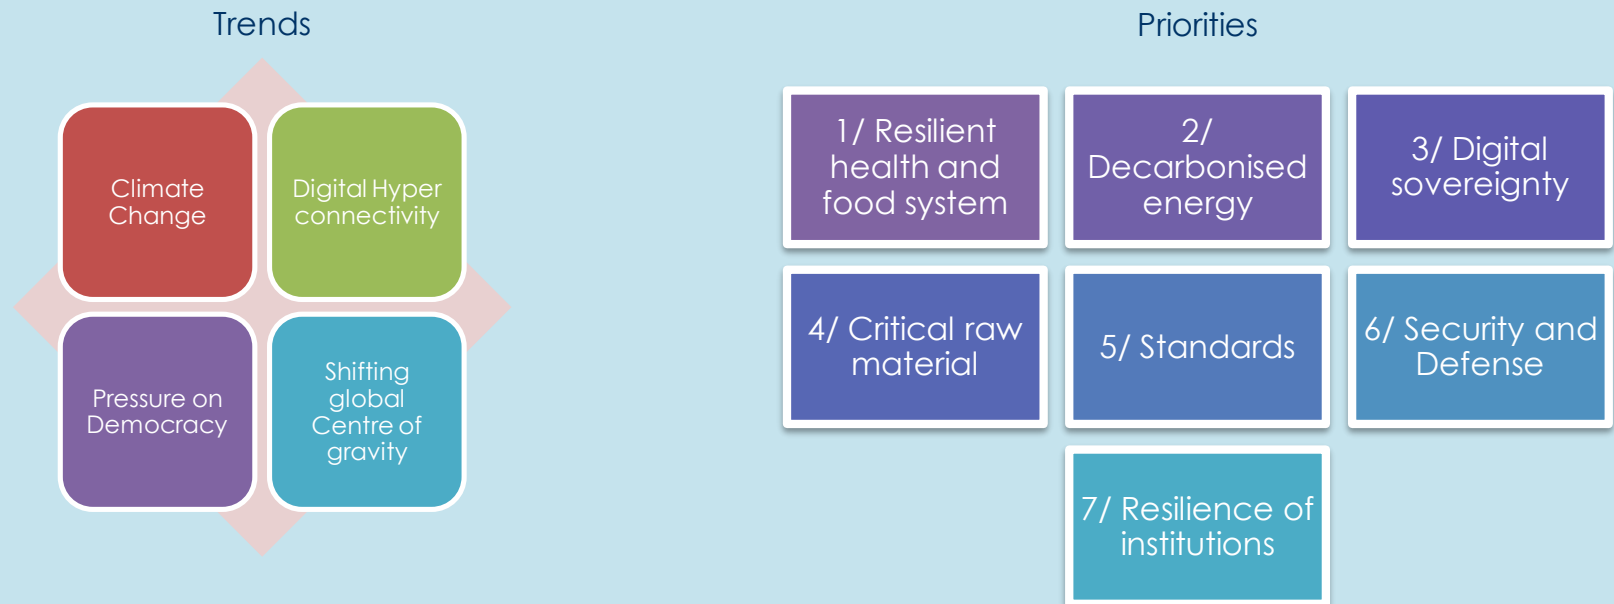 Trends
Climate
Change
Digital Hyper
connectivity
Pressure on
Democracy
Shifting
global
Centre of
gravity
Priorities
1/ Resilient
health and
food system
2/
Decarbonised
energy
3/ Digital
sovereignty
4/ Critical raw
material
5/ Standards
6/ Security and
Defense
7/ Resilience of
institutions